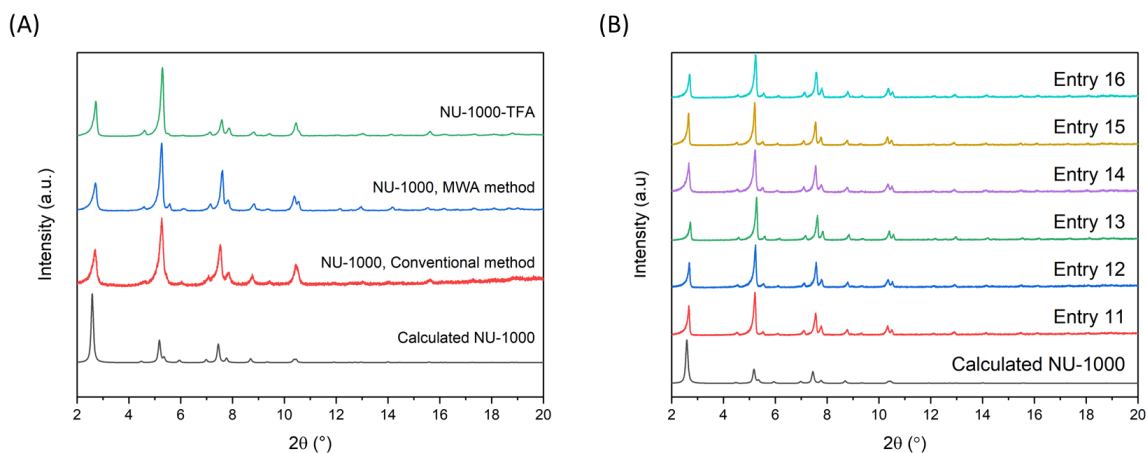 (A)
NU-1000-TFA
NU-1000, MWA method
NU-1000, Conventional method
Calculated NU-1000
Intensity (a.u.)
2 4 6 8 10 12 14 16 18 20
2θ (°)
(B)
Entry 16
Entry 15
Entry 14
Entry 13
Entry 12
Entry 11
Calculated NU-1000
Intensity (a.u)
2 4 6 8 10 12 14 16 18 20
2θ (°)